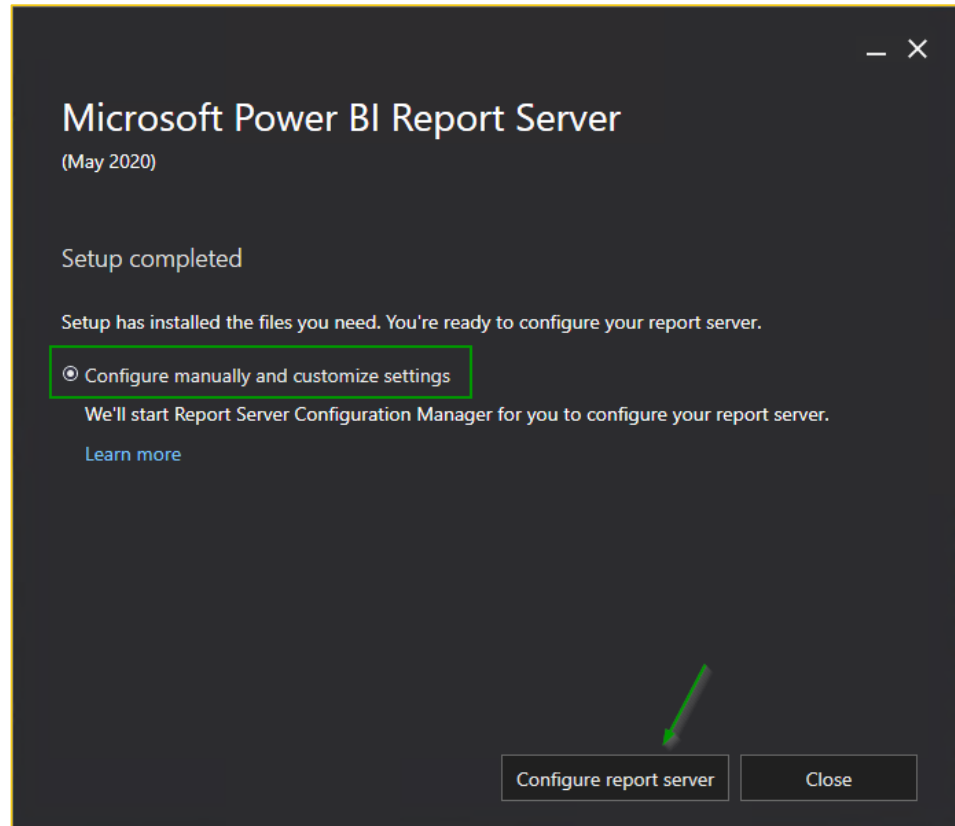 Microsoft Power BI Report Server
(May 2020)
Setup completed
Setup has installed the files you need. You're ready to configure your report server.
Configure manually and customize settings
We'll start Report Server Configuration Manager for you to configure your report server.
Learn more
Configure report server
Close